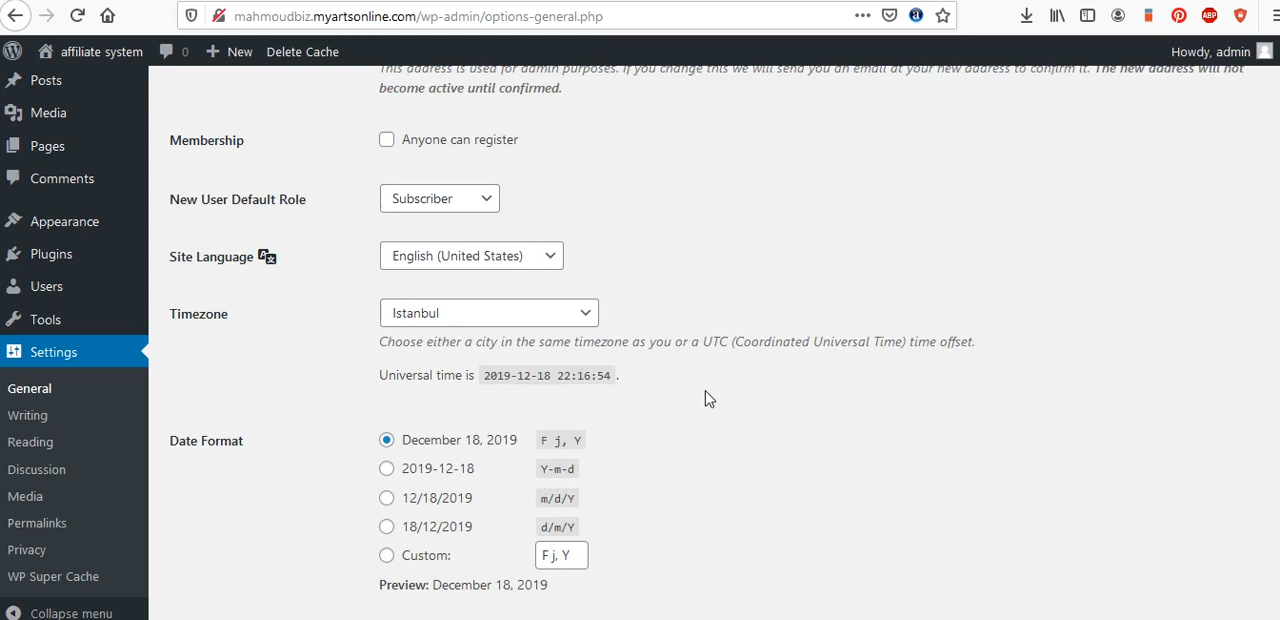 mahmoudbiz.myartsonline.com/wp-admin/options-general.php
ABP
affiliate system 0 New Delete Cache Howdy, admin
Posts
Media
Pages
Comments
Appearance
Plugins
Users
Tools
Settings
General
Writing
Reading
Discussion
Media
Permalinks
Privacy
WP Super Cache
Collapse menu
This address is used for admin purposes. If you change this we will send you an email at your new address to confirm it. The new address will not
become active until confirmed.
Membership Anyone can register
New User Default Role Subscriber
Site Language English (United States)
Timezone Istanbul
Choose either a city in the same timezone as you or a UTC (Coordinated Universal Time) time offset.
Universal time is 2019-12-18 22:16:54 .
Date Format December 18, 2019 F j, Y
2019-12-18 Y-m-d
12/18/2019 m/d/Y
18/12/2019 d/m/Y
Custom: F j, Y
Preview: December 18, 2019